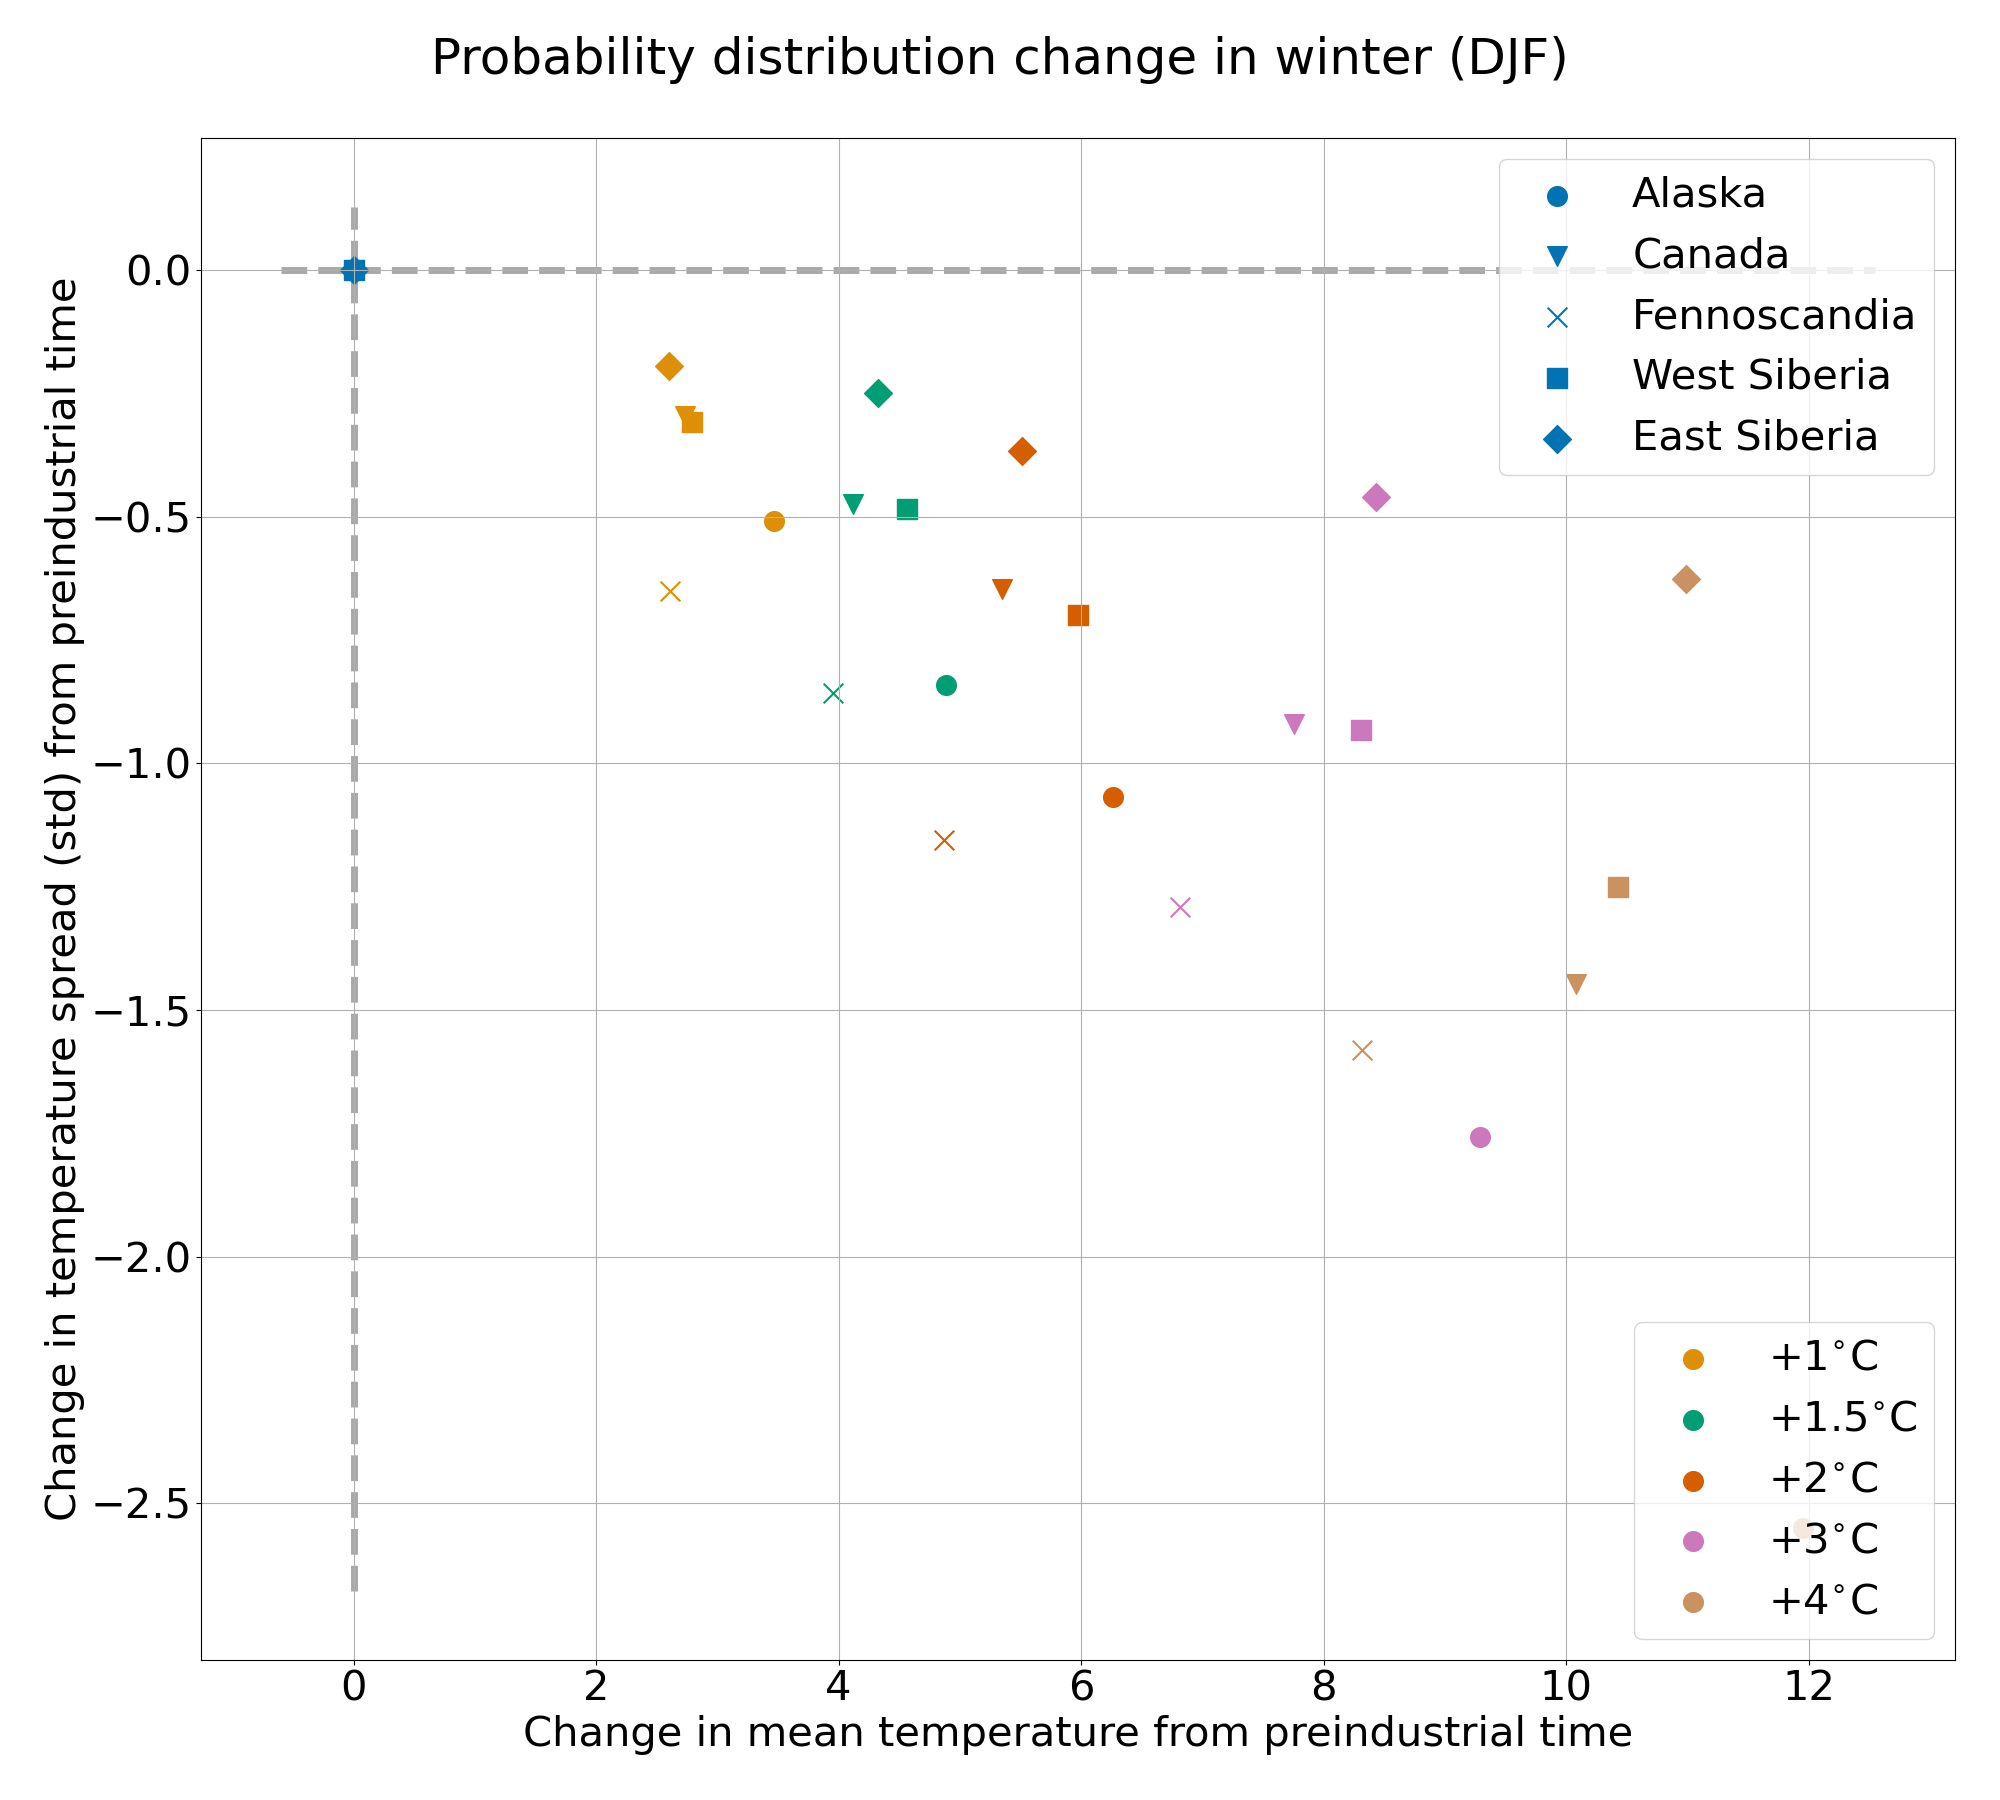 Probability distribution change in winter (DJF)
Alaska
Canada
Fennoscandia
West Siberia
East Siberia
0.0
−0.5
−1.0
−1.5
−2.0
−2.5
Change in temperature spread (std) from preindustrial time
+1°C
+1.5°C
+2°C
+3°C
+4°C
0 2 4 6 8 10 12
Change in mean temperature from preindustrial time